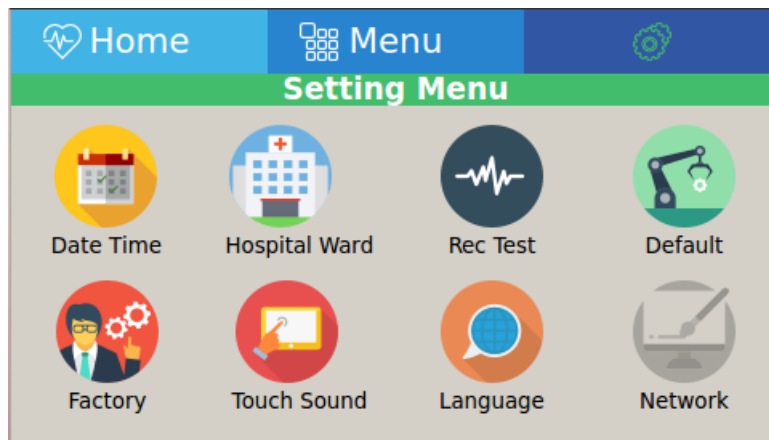 Home Menu
Setting Menu
Date Time Hospital Ward Rec Test Default
Factory Touch Sound Language Network